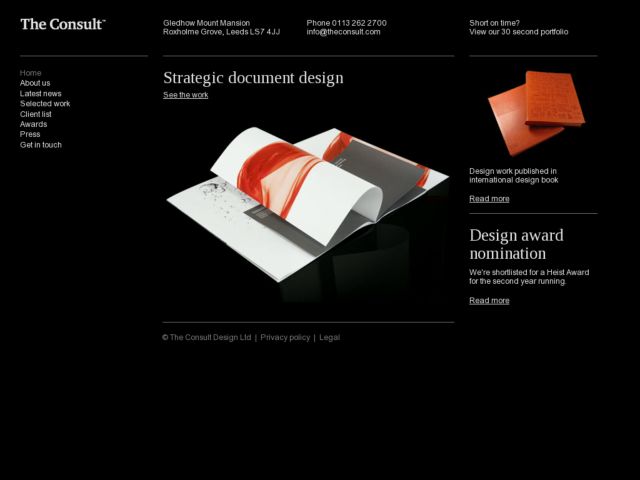 The Consult™
Gledhow Mount Mansion
Roxholme Grove, Leeds LS7 4JJ
Phone 0113 262 2700
info@theconsult.com
Short on time?
View our 30 second portfolio
Home
About us
Latest news
Selected work
Client list
Awards
Press
Get in touch
Strategic document design
See the work
Design work published in
international design book
Read more
Design award
nomination
We're shortlisted for a Heist Award
for the second year running.
Read more
© The Consult Design Ltd | Privacy policy | Legal